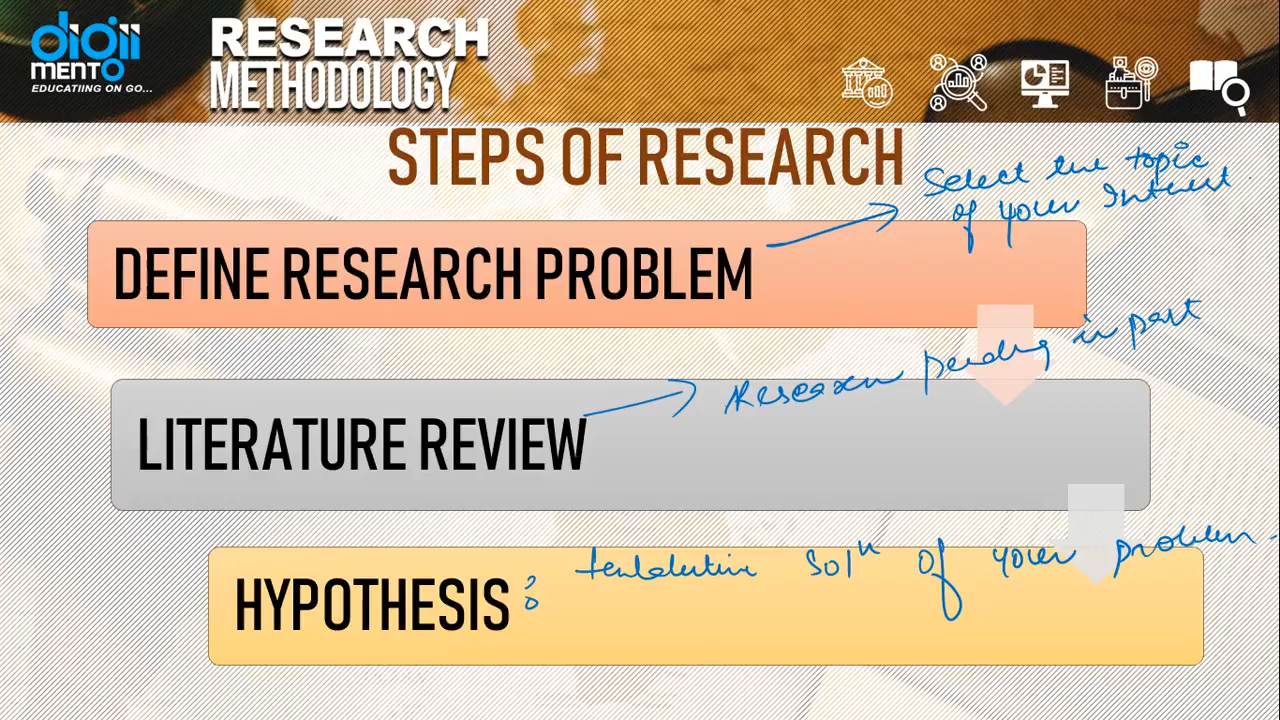 digii
MENTO
EDUCATIING ON GO...
RESEARCH
METHODOLOGY
STEPS OF RESEARCH
Select the topic
of your Interest
DEFINE RESEARCH PROBLEM
Research pending in past
LITERATURE REVIEW
tentative solⁿ of your problem
HYPOTHESIS :